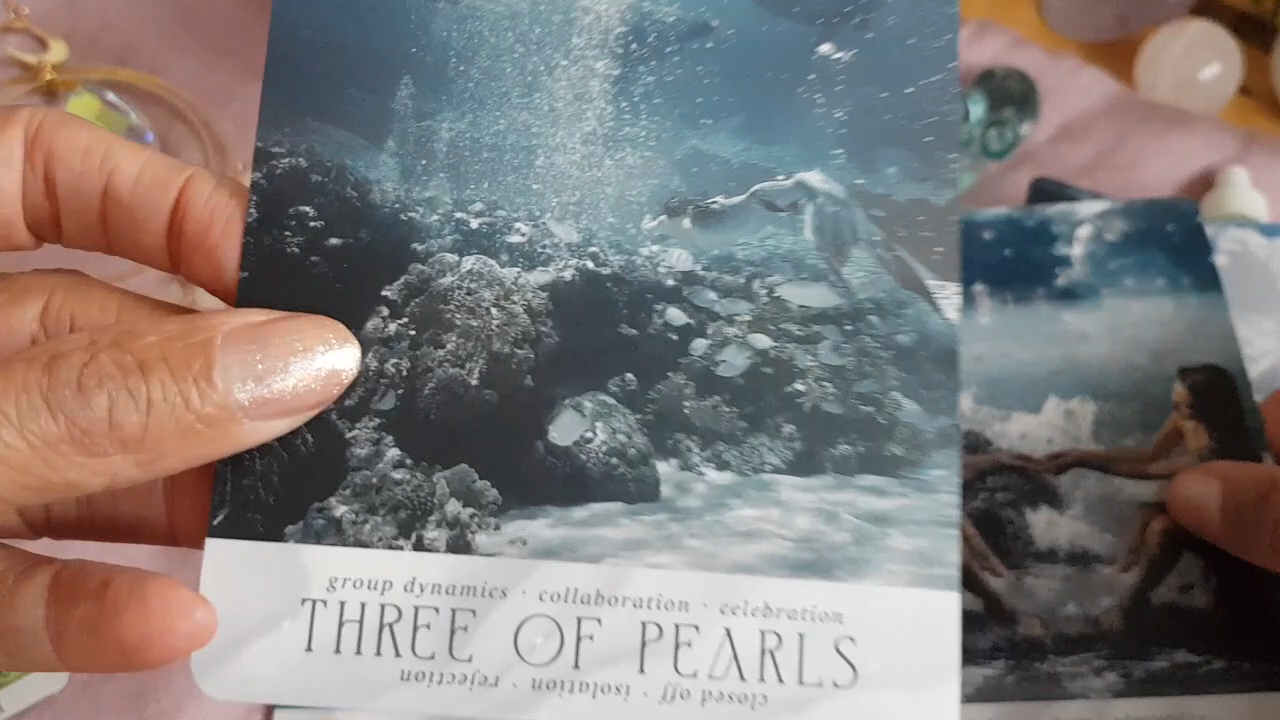 group dynamics · collaboration · celebration
THREE OF PEARLS
closed off · isolation · rejection